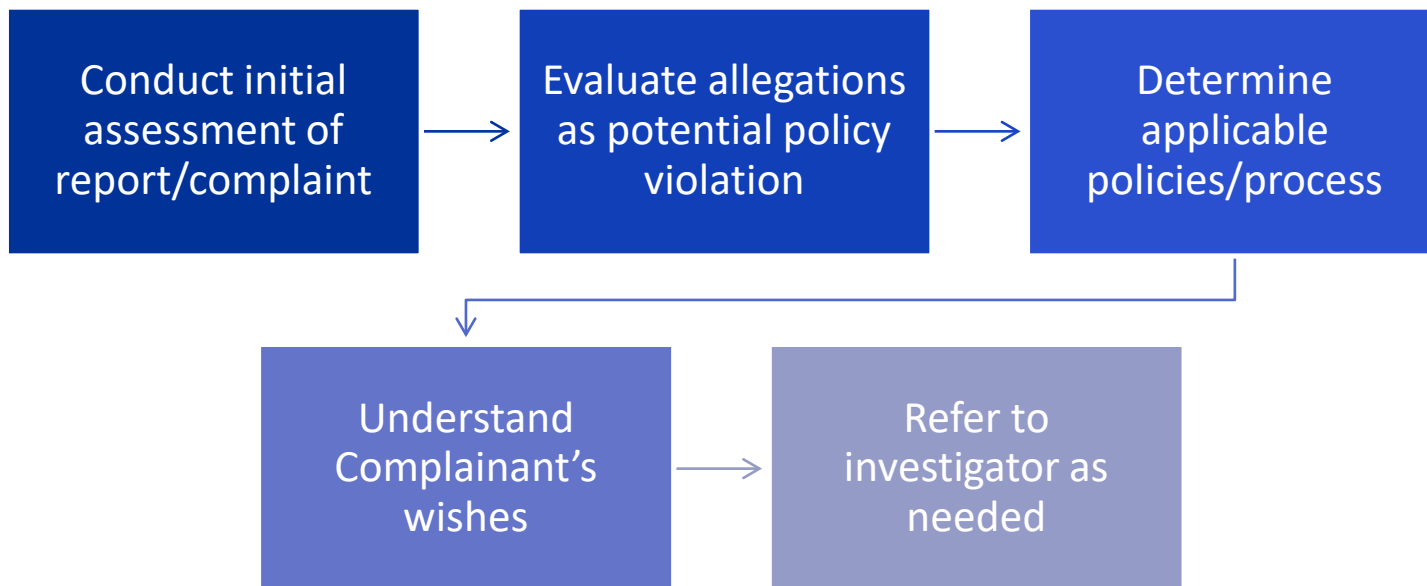 Conduct initial
assessment of
report/complaint
Evaluate allegations
as potential policy
violation
Determine
applicable
policies/process
Understand
Complainant’s
wishes
Refer to
investigator as
needed